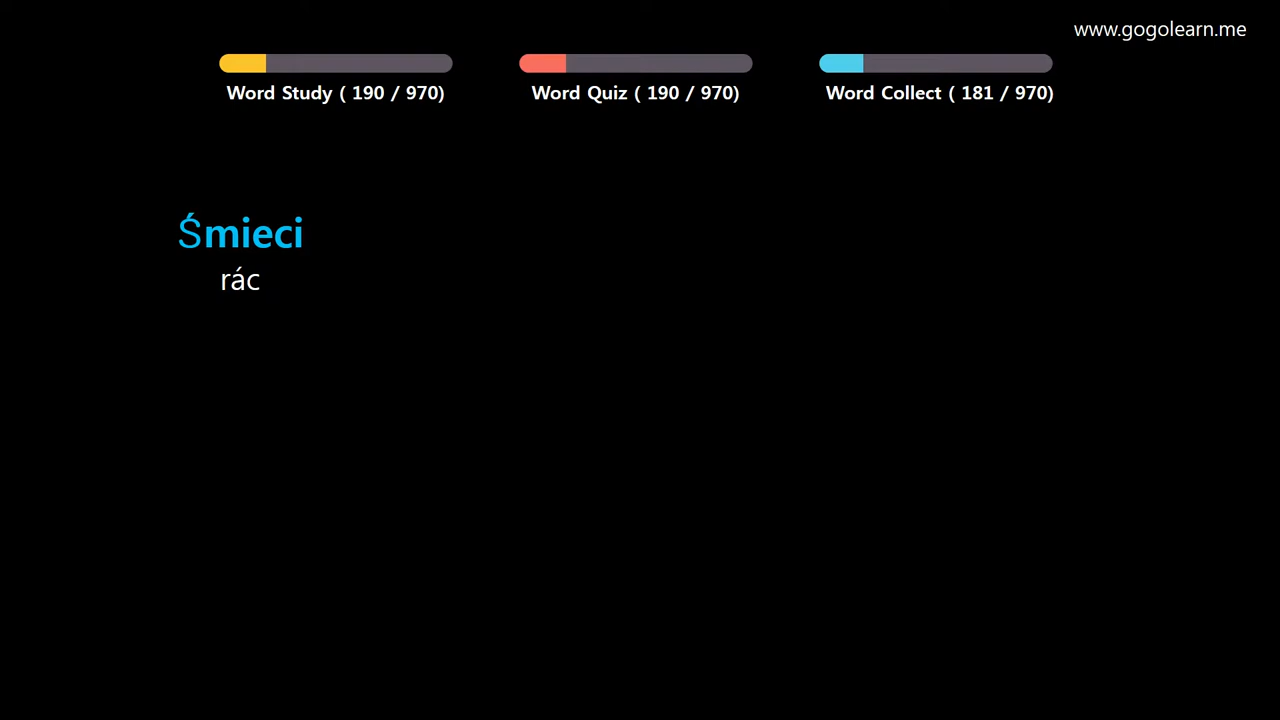 www.gogolearn.me
Word Study ( 190 / 970)
Word Quiz ( 190 / 970)
Word Collect ( 181 / 970)
Śmieci
rác